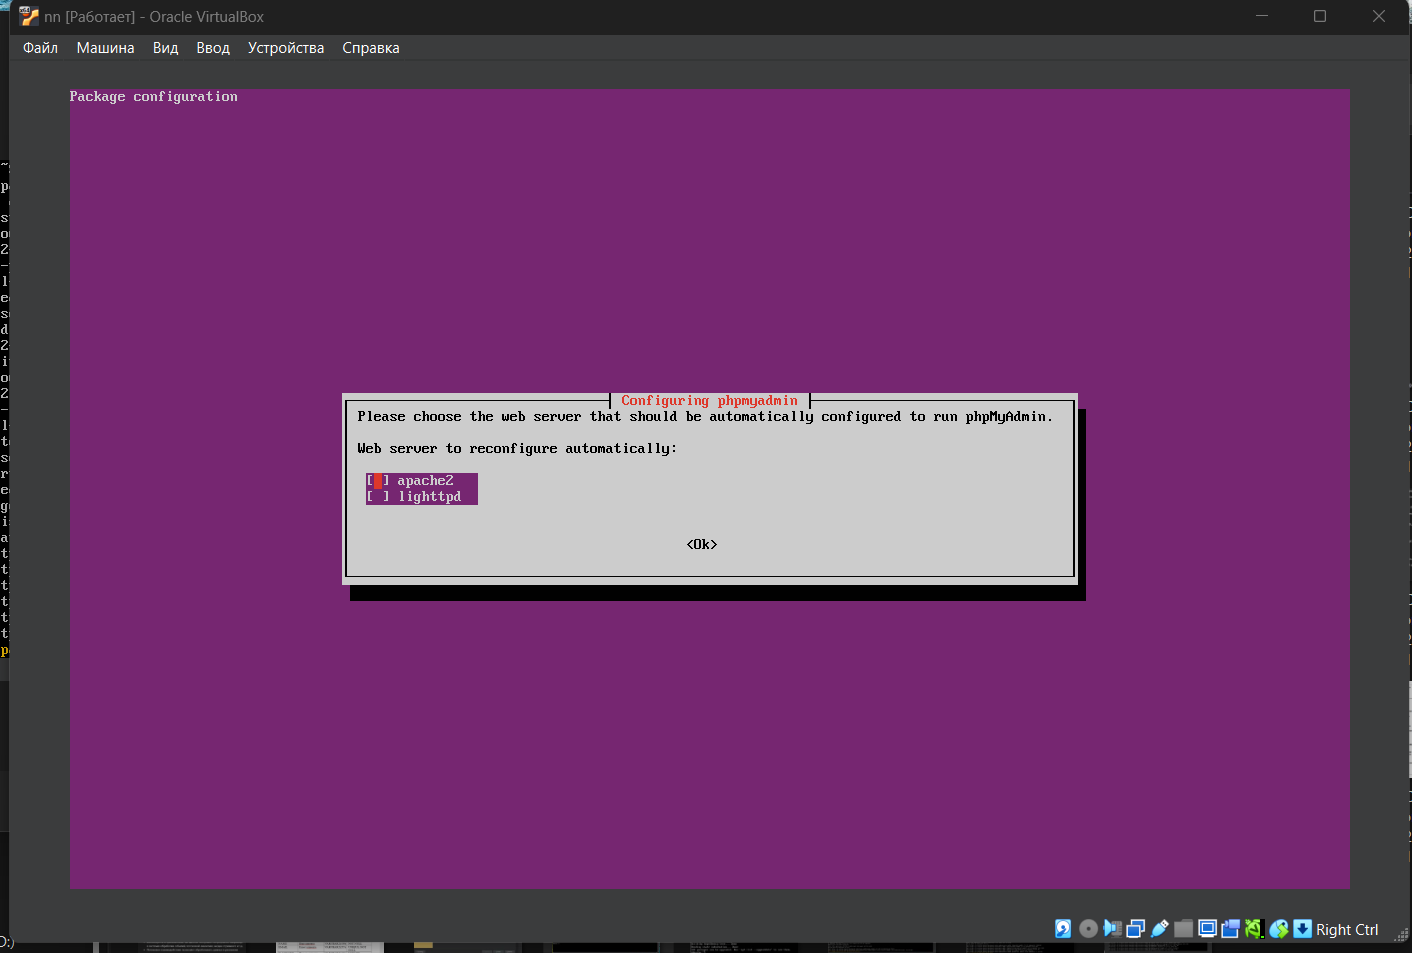 nn [Работает] - Oracle VirtualBox
Файл Машина Вид Ввод Устройства Справка
Package configuration
Configuring phpmyadmin
Please choose the web server that should be automatically configured to run phpMyAdmin.
Web server to reconfigure automatically:
[ ] apache2
[ ] lighttpd
<Ok>
Right Ctrl